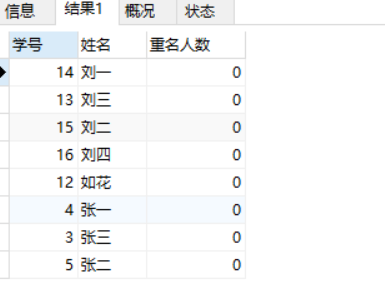 信息 结果1 概况 状态
学号 姓名 重名人数
14 刘一 0
13 刘三 0
15 刘二 0
16 刘四 0
12 如花 0
4 张一 0
3 张三 0
5 张二 0